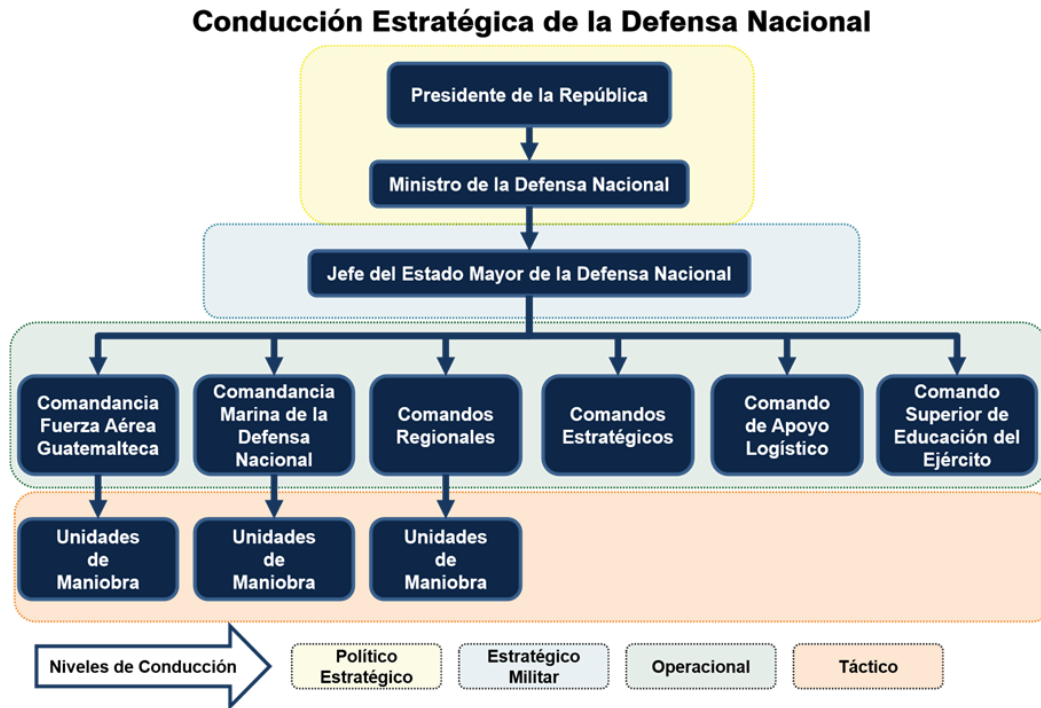 Conducción Estratégica de la Defensa Nacional
Presidente de la República
Ministro de la Defensa Nacional
Jefe del Estado Mayor de la Defensa Nacional
Comandancia
Fuerza Aérea
Guatemalteca
Comandancia
Marina de la
Defensa
Nacional
Comandos
Regionales
Comandos
Estratégicos
Comando
de Apoyo
Logístico
Comando
Superior de
Educación del
Ejército
Unidades
de
Maniobra
Unidades
de
Maniobra
Unidades
de
Maniobra
Niveles de Conducción
Político
Estratégico
Estratégico
Militar
Operacional
Táctico